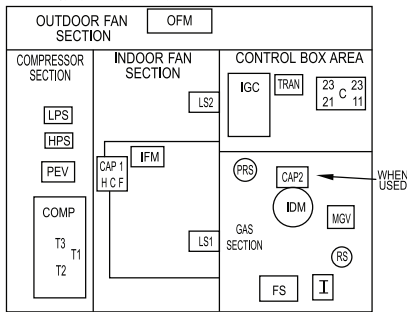 OUTDOOR FAN
SECTION
OFM
COMPRESSOR
SECTION
LPS
HPS
PEV
COMP
T3
T1
T2
INDOOR FAN
SECTION
LS2
IFM
CAP 1
H C F
LS1
CONTROL BOX AREA
IGC
TRAN
23 C 23
21 11
PRS
CAP2
WHEN
USED
IDM
MGV
GAS
SECTION
RS
FS
I